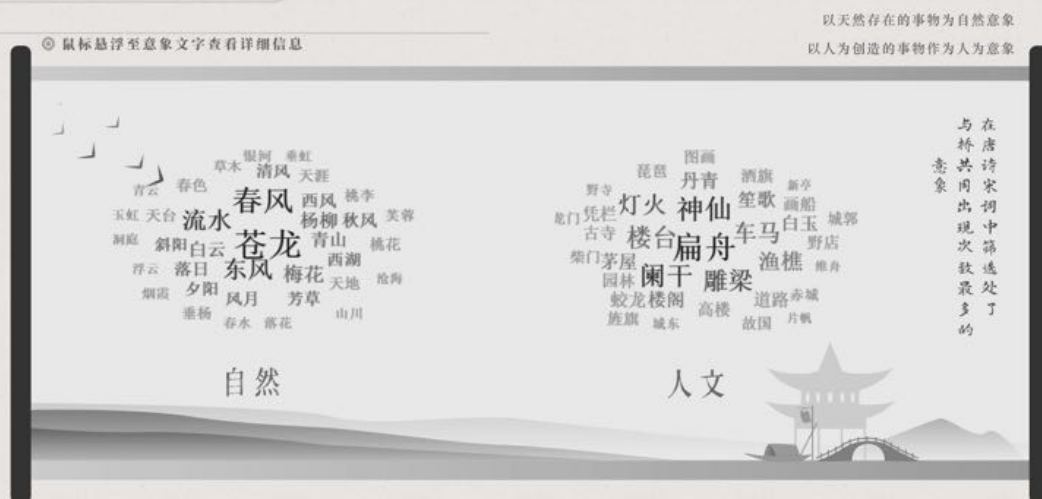 以天然存在的事物为自然意象
◎ 鼠标悬浮至意象文字查看详细信息
以人为创造的事物作为人为意象
在唐诗宋词中筛选处了
与桥共同出现次数最多的
意象
银河 垂虹
草木 清风 天涯
青云 春色 春风 西风 桃李
玉虹 天台 流水 杨柳 秋风 芙蓉
洞庭 斜阳 白云 苍龙 青山 桃花
西湖
浮云 落日 东风 梅花 天地 沧海
烟霞 夕阳 风月 芳草
垂杨 春水 落花 山川
自然
图画
琵琶 丹青 酒旗
野寺 灯火 神仙 笙歌 新亭
画船
龙门 凭栏 白玉 城郭
古寺 楼台 扁舟 车马 野店
柴门 茅屋 渔樵 维舟
园林 阑干 雕梁
蛟龙 楼阁 高楼 道路 赤城
旌旗 城东 故国 片帆
人文